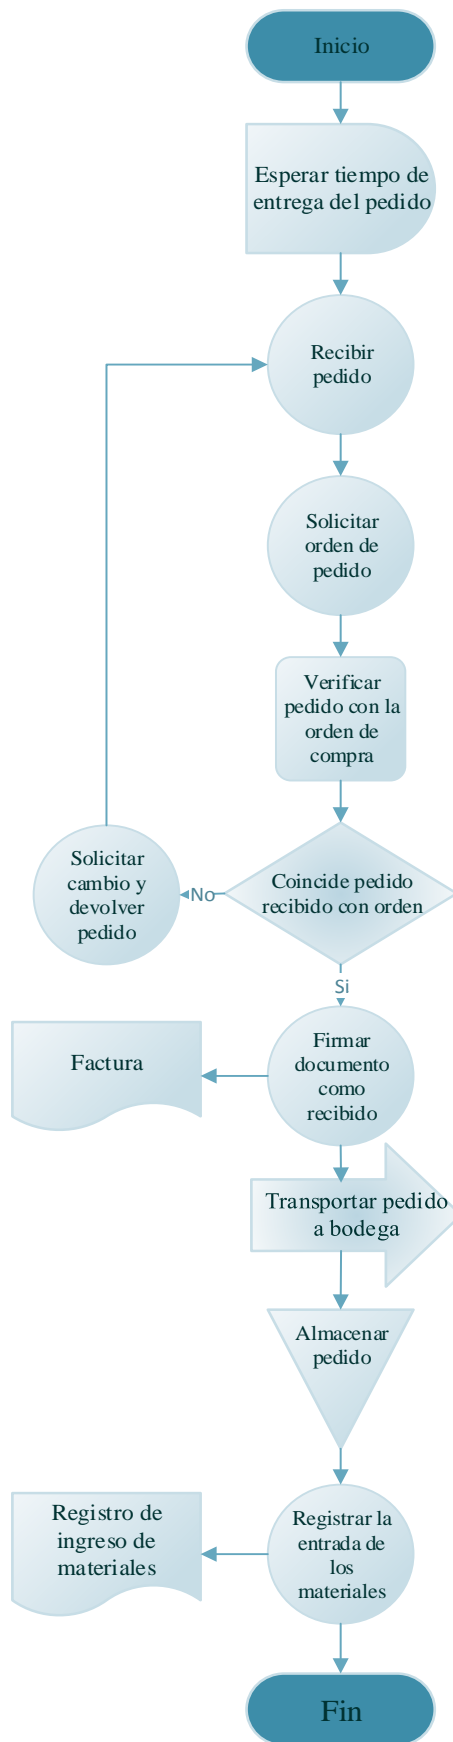 Inicio
Esperar tiempo de
entrega del pedido
Recibir
pedido
Solicitar
orden de
pedido
Verificar
pedido con la
orden de
compra
Solicitar
cambio y
devolver
pedido
No
Coincide pedido
recibido con orden
Si
Factura
Firmar
documento
como
recibido
Transportar pedido
a bodega
Almacenar
pedido
Registro de
ingreso de
materiales
Registrar la
entrada de
los
materiales
Fin